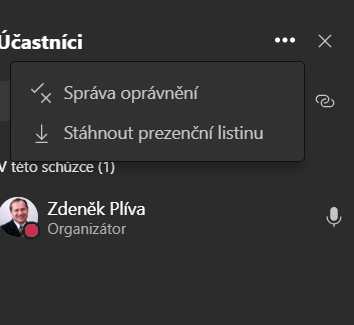 Účastníci
Správa oprávnění
Stáhnout prezenční listinu
V této schůzce (1)
Zdeněk Plíva
Organizátor